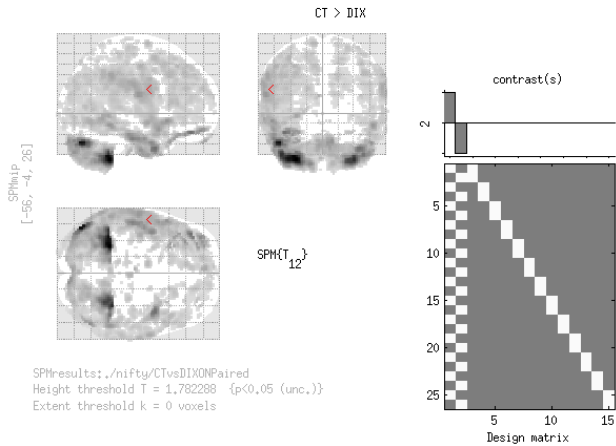 CT > DIX
contrast(s)
2
SPMmip
[-56, -4, 26]
<
<
<
SPM{T12}
5
10
15
20
25
5 10 15
Design matrix
SPMresults:./nifty/CTvsDIXONPaired
Height threshold T = 1.782288 {p<0.05 (unc.)}
Extent threshold k = 0 voxels